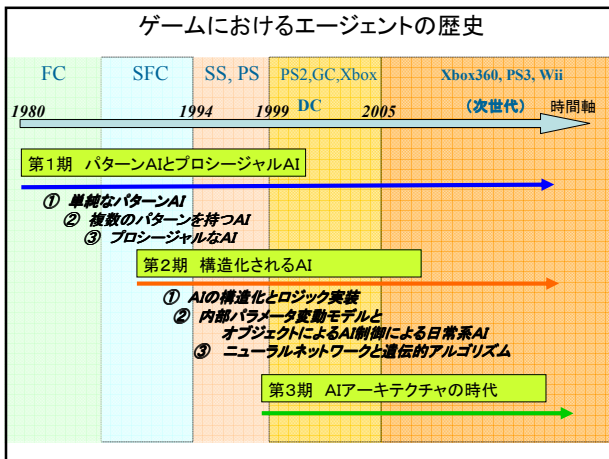 ゲームにおけるエージェントの歴史
FC
SFC
SS, PS
PS2,GC,Xbox
DC
Xbox360, PS3, Wii
(次世代)
1980
1994
1999
2005
時間軸
第1期 パターンAIとプロシージャルAI
① 単純なパターンAI
② 複数のパターンを持つAI
③ プロシージャルなAI
第2期 構造化されるAI
① AIの構造化とロジック実装
② 内部パラメータ変動モデルと
オブジェクトによるAI制御による日常系AI
③ ニューラルネットワークと遺伝的アルゴリズム
第3期 AIアーキテクチャの時代